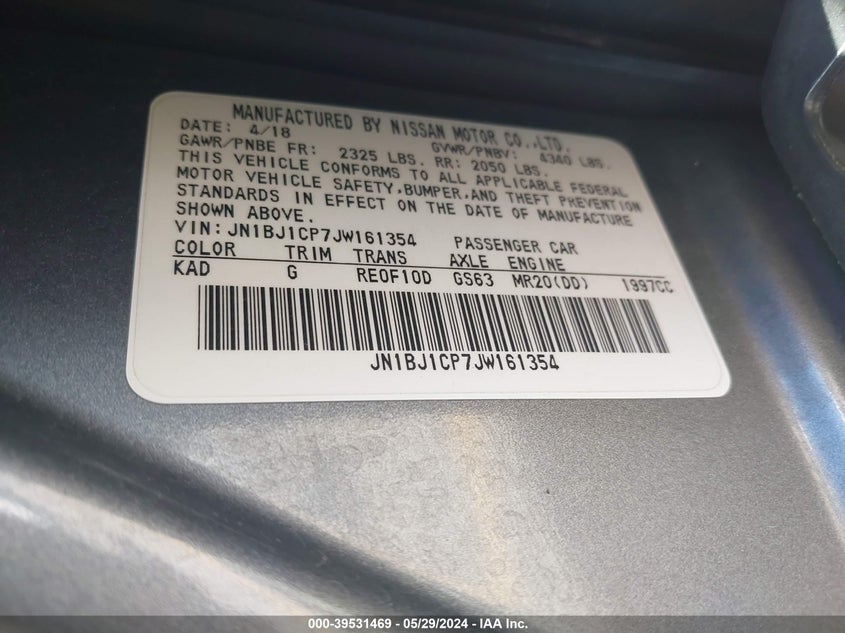 MANUFACTURED BY NISSAN MOTOR CO.,LTD.
DATE: 4/18 GVWR/PNBV: 4340 LBS.
GAWR/PNBE FR: 2325 LBS. RR: 2050 LBS.
THIS VEHICLE CONFORMS TO ALL APPLICABLE FEDERAL
MOTOR VEHICLE SAFETY,BUMPER,AND THEFT PREVENTION
STANDARDS IN EFFECT ON THE DATE OF MANUFACTURE
SHOWN ABOVE.
VIN:JN1BJ1CP7JW161354 PASSENGER CAR
COLOR TRIM TRANS AXLE ENGINE
KAD G RE0F10D GS63 MR20(DD) 1997CC
JN1BJ1CP7JW161354
000-39531469 - 05/29/2024 - IAA Inc.